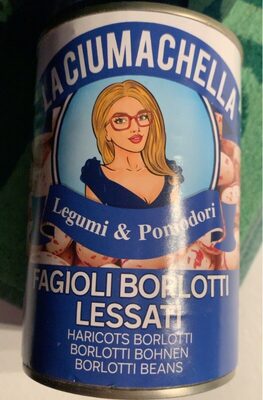 LA CIUMACHELLA
Legumi & Pomodori
FAGIOLI BORLOTTI
LESSATI
HARICOTS BORLOTTI
BORLOTTI BOHNEN
BORLOTTI BEANS